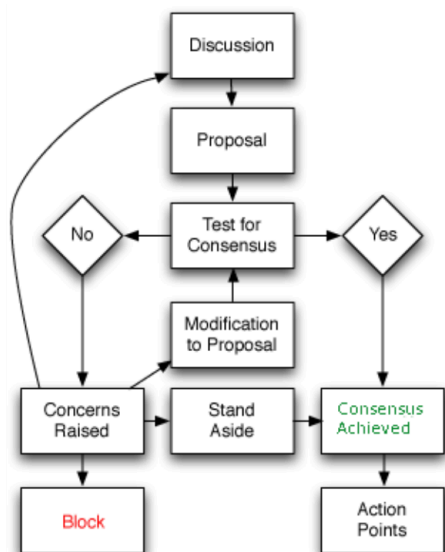 Discussion
Proposal
No
Test for
Consensus
Yes
Modification
to Proposal
Concerns
Raised
Stand
Aside
Consensus
Achieved
Block
Action
Points